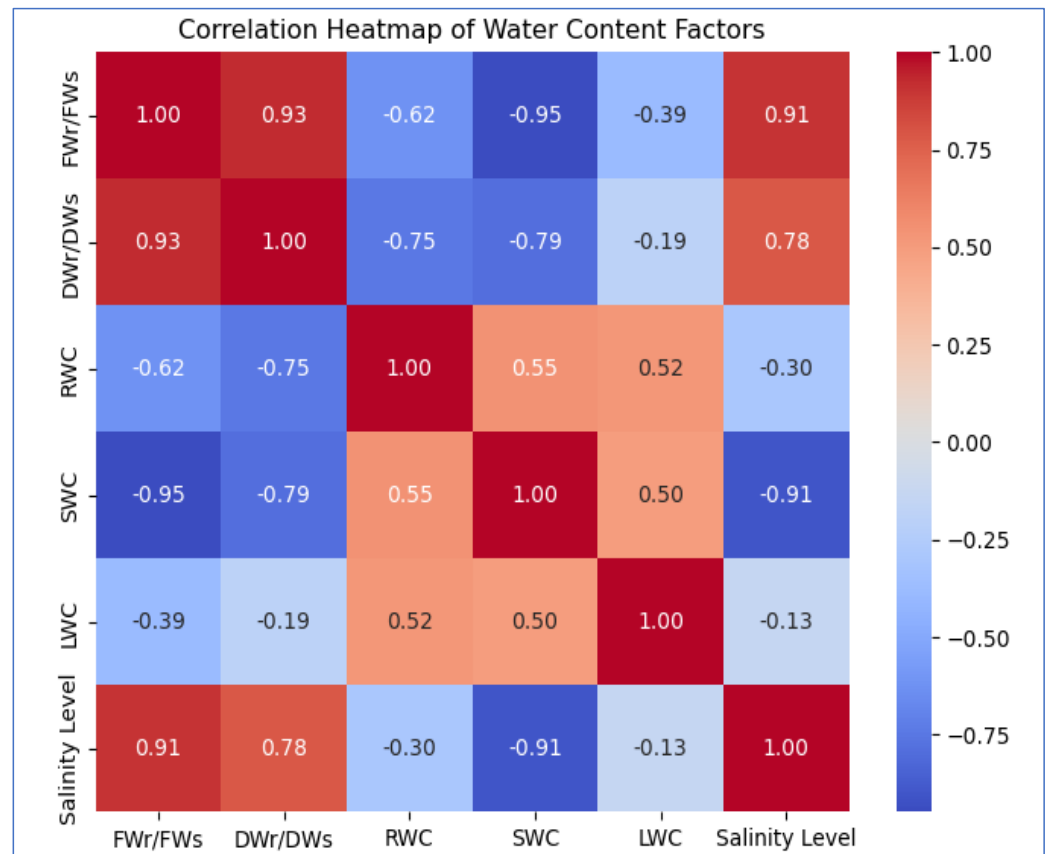 Correlation Heatmap of Water Content Factors
FWr/FWs 1.00 0.93 -0.62 -0.95 -0.39 0.91
DWr/DWs 0.93 1.00 -0.75 -0.79 -0.19 0.78
RWC -0.62 -0.75 1.00 0.55 0.52 -0.30
SWC -0.95 -0.79 0.55 1.00 0.50 -0.91
LWC -0.39 -0.19 0.52 0.50 1.00 -0.13
Salinity Level 0.91 0.78 -0.30 -0.91 -0.13 1.00
FWr/FWs DWr/DWs RWC SWC LWC Salinity Level
1.00
0.75
0.50
0.25
0.00
−0.25
−0.50
−0.75